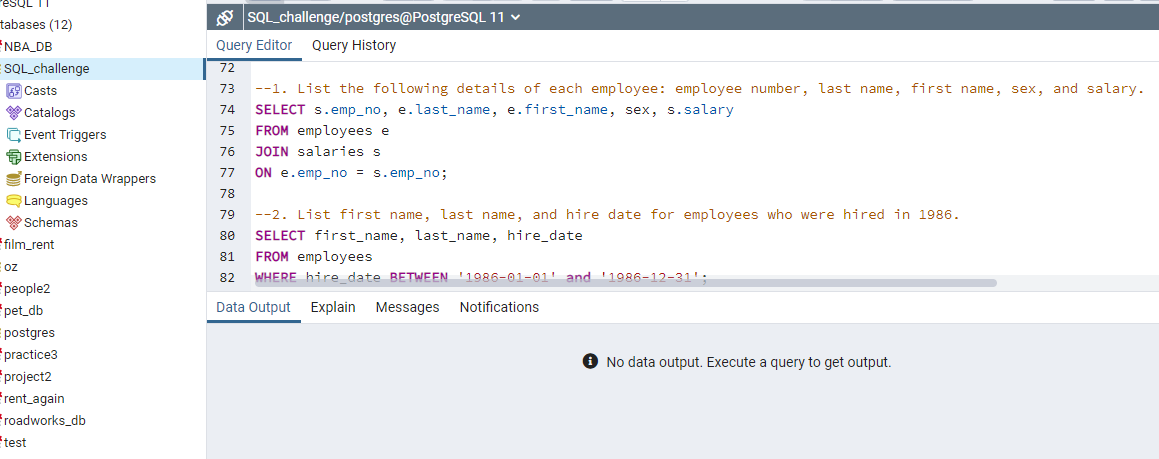 SQL 11
tabases (12)
NBA_DB
SQL_challenge
Casts
Catalogs
Event Triggers
Extensions
Foreign Data Wrappers
Languages
Schemas
film_rent
oz
people2
pet_db
postgres
practice3
project2
rent_again
roadworks_db
test
SQL_challenge/postgres@PostgreSQL 11
Query Editor Query History
72
73 --1. List the following details of each employee: employee number, last name, first name, sex, and salary.
74 SELECT s.emp_no, e.last_name, e.first_name, sex, s.salary
75 FROM employees e
76 JOIN salaries s
77 ON e.emp_no = s.emp_no;
78
79 --2. List first name, last name, and hire date for employees who were hired in 1986.
80 SELECT first_name, last_name, hire_date
81 FROM employees
82 WHERE hire_date BETWEEN '1986-01-01' and '1986-12-31';
Data Output Explain Messages Notifications
No data output. Execute a query to get output.